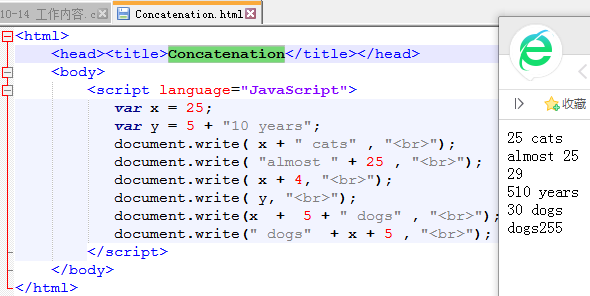 10-14 工作内容.c
Concatenation.html
<html>
<head><title>Concatenation</title></head>
<body>
<script language="JavaScript">
var x = 25;
var y = 5 + "10 years";
document.write( x + " cats" , "<br>");
document.write( "almost " + 25 , "<br>");
document.write( x + 4, "<br>");
document.write( y, "<br>");
document.write(x  +  5 + " dogs" , "<br>");
document.write(" dogs"  + x + 5 , "<br>");
</script>
</body>
</html>
收藏
25 cats
almost 25
29
510 years
30 dogs
dogs255